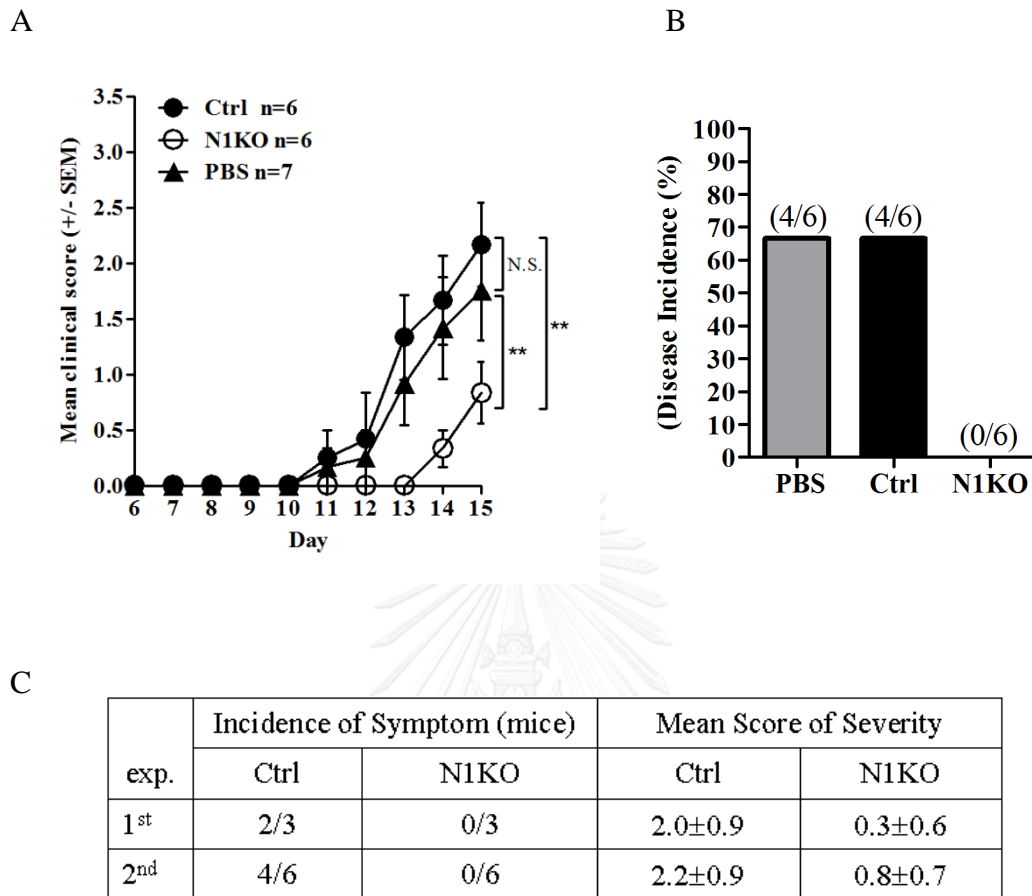 A
B
Mean clinical score (+/- SEM)
3.5
3.0
2.5
2.0
1.5
1.0
0.5
0.0
Ctrl n=6
N1KO n=6
PBS n=7
N.S.
**
**
6 7 8 9 10 11 12 13 14 15
Day
(Disease Incidence (%)
100
90
80
70
60
50
40
30
20
10
0
(4/6) (4/6)
(0/6)
PBS Ctrl N1KO
C
Incidence of Symptom (mice) Mean Score of Severity
exp. Ctrl N1KO Ctrl N1KO
1st 2/3 0/3 2.0±0.9 0.3±0.6
2nd 4/6 0/6 2.2±0.9 0.8±0.7